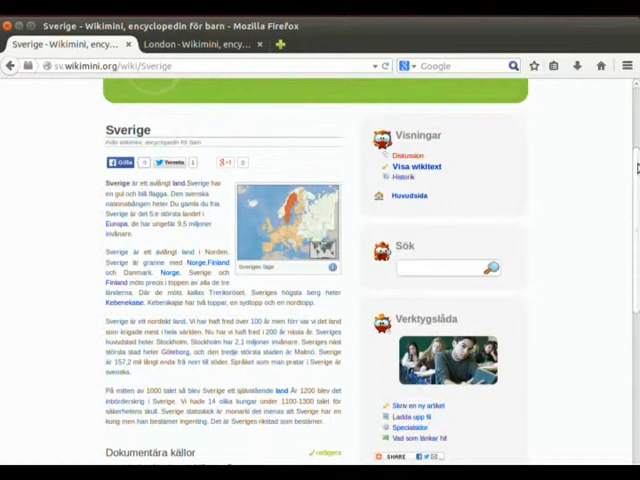 Sverige - Wikimini, encyclopedin för barn - Mozilla Firefox
Sverige - Wikimini, ency... London - Wikimini, ency...
sv.wikimini.org/wiki/Sverige Google
Sverige
Från Wikimini, encyclopedin för barn
Gilla 0 Tweeta 1 +1 2
Sverige är ett avlångt land. Sverige har
en gul och blå flagga. Den svenska
nationalsången heter Du gamla du fria.
Sverige är det 5:e största landet i
Europa, de har ungefär 9,5 miljoner
invånare.
Sveriges läge
Sverige är ett avlångt land i Norden.
Sverige är granne med Norge,Finland
och Danmark. Norge, Sverige och
Finland möts precis i toppen av alla de tre
länderna. Där de möts kallas Treriksröset. Sveriges högsta berg heter
Kebenekaise. Kebenikajse har två toppar, en sydtopp och en nordtopp.
Sverige är ett nordiskt land. Vi har haft fred över 100 år men förr var vi det land
som krigade mest i hela världen. Nu har vi haft fred i 200 år nästa år. Sveriges
huvudstad heter Stockholm. Stockholm har 2,1 miljoner invånare. Sveriges näst
största stad heter Göteborg, och den tredje största staden är Malmö. Sverige
är 157,2 mil långt enda från norr till söder. Språket som man pratar i Sverige är
svenska.
På mitten av 1000 talet så blev Sverige ett självstående land. År 1200 blev det
inbördeskrig i Sverige. Vi hade 14 olika kungar under 1100-1300 talet för
säkerhetens skull. Sverige statsskick är monarki det menas att Sverige har en
kung men han bestämer ingenting. Det är Sveriges rikstad som bestämer.
Dokumentära källor redigera
Visningar
Diskussion
Visa wikitext
Historik
Huvudsida
Sök
Verktygslåda
Skriv en ny artikel
Ladda upp fil
Specialsidor
Vad som länkar hit
SHARE